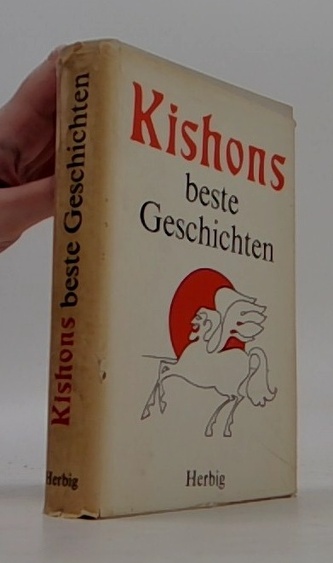 Kishons
beste
Geschichten
Herbig
Kishons beste Geschichten
Herbig